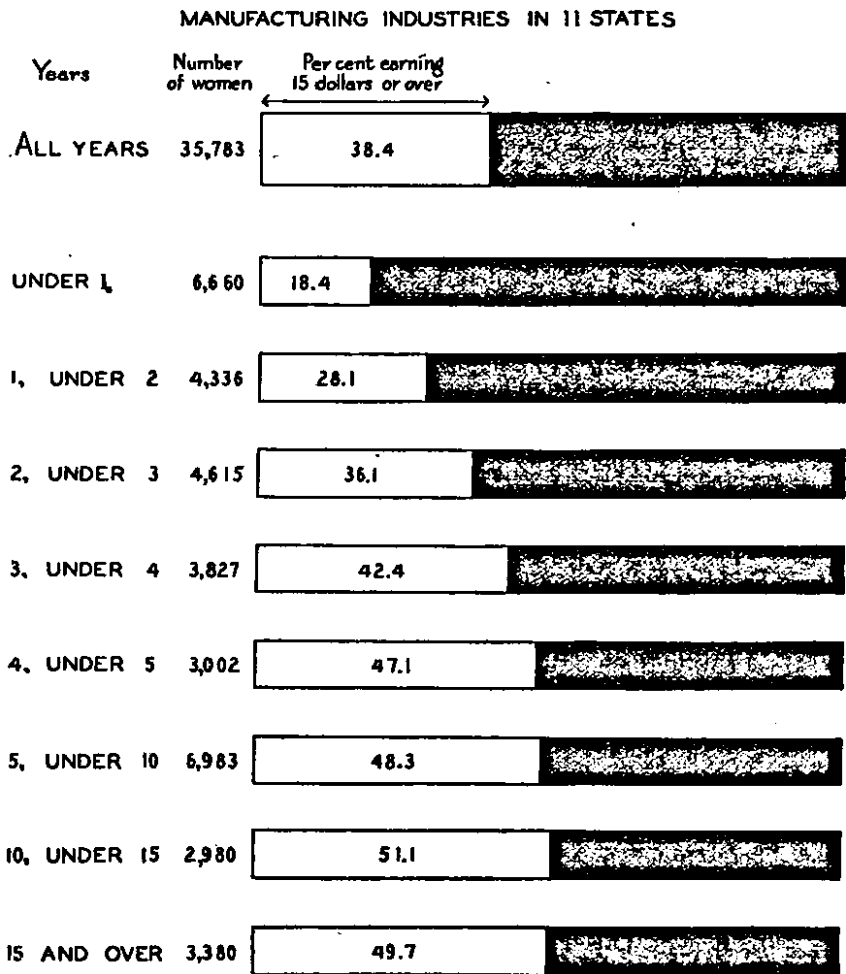 MANUFACTURING INDUSTRIES IN 11 STATES
Years Number of women Per cent earning 15 dollars or over
ALL YEARS 35,783 38.4
UNDER 1, 6,660 18.4
1, UNDER 2 4,336 28.1
2, UNDER 3 4,615 36.1
3, UNDER 4 3,827 42.4
4, UNDER 5 3,002 47.1
5, UNDER 10 6,983 48.3
10, UNDER 15 2,980 51.1
15 AND OVER 3,380 49.7